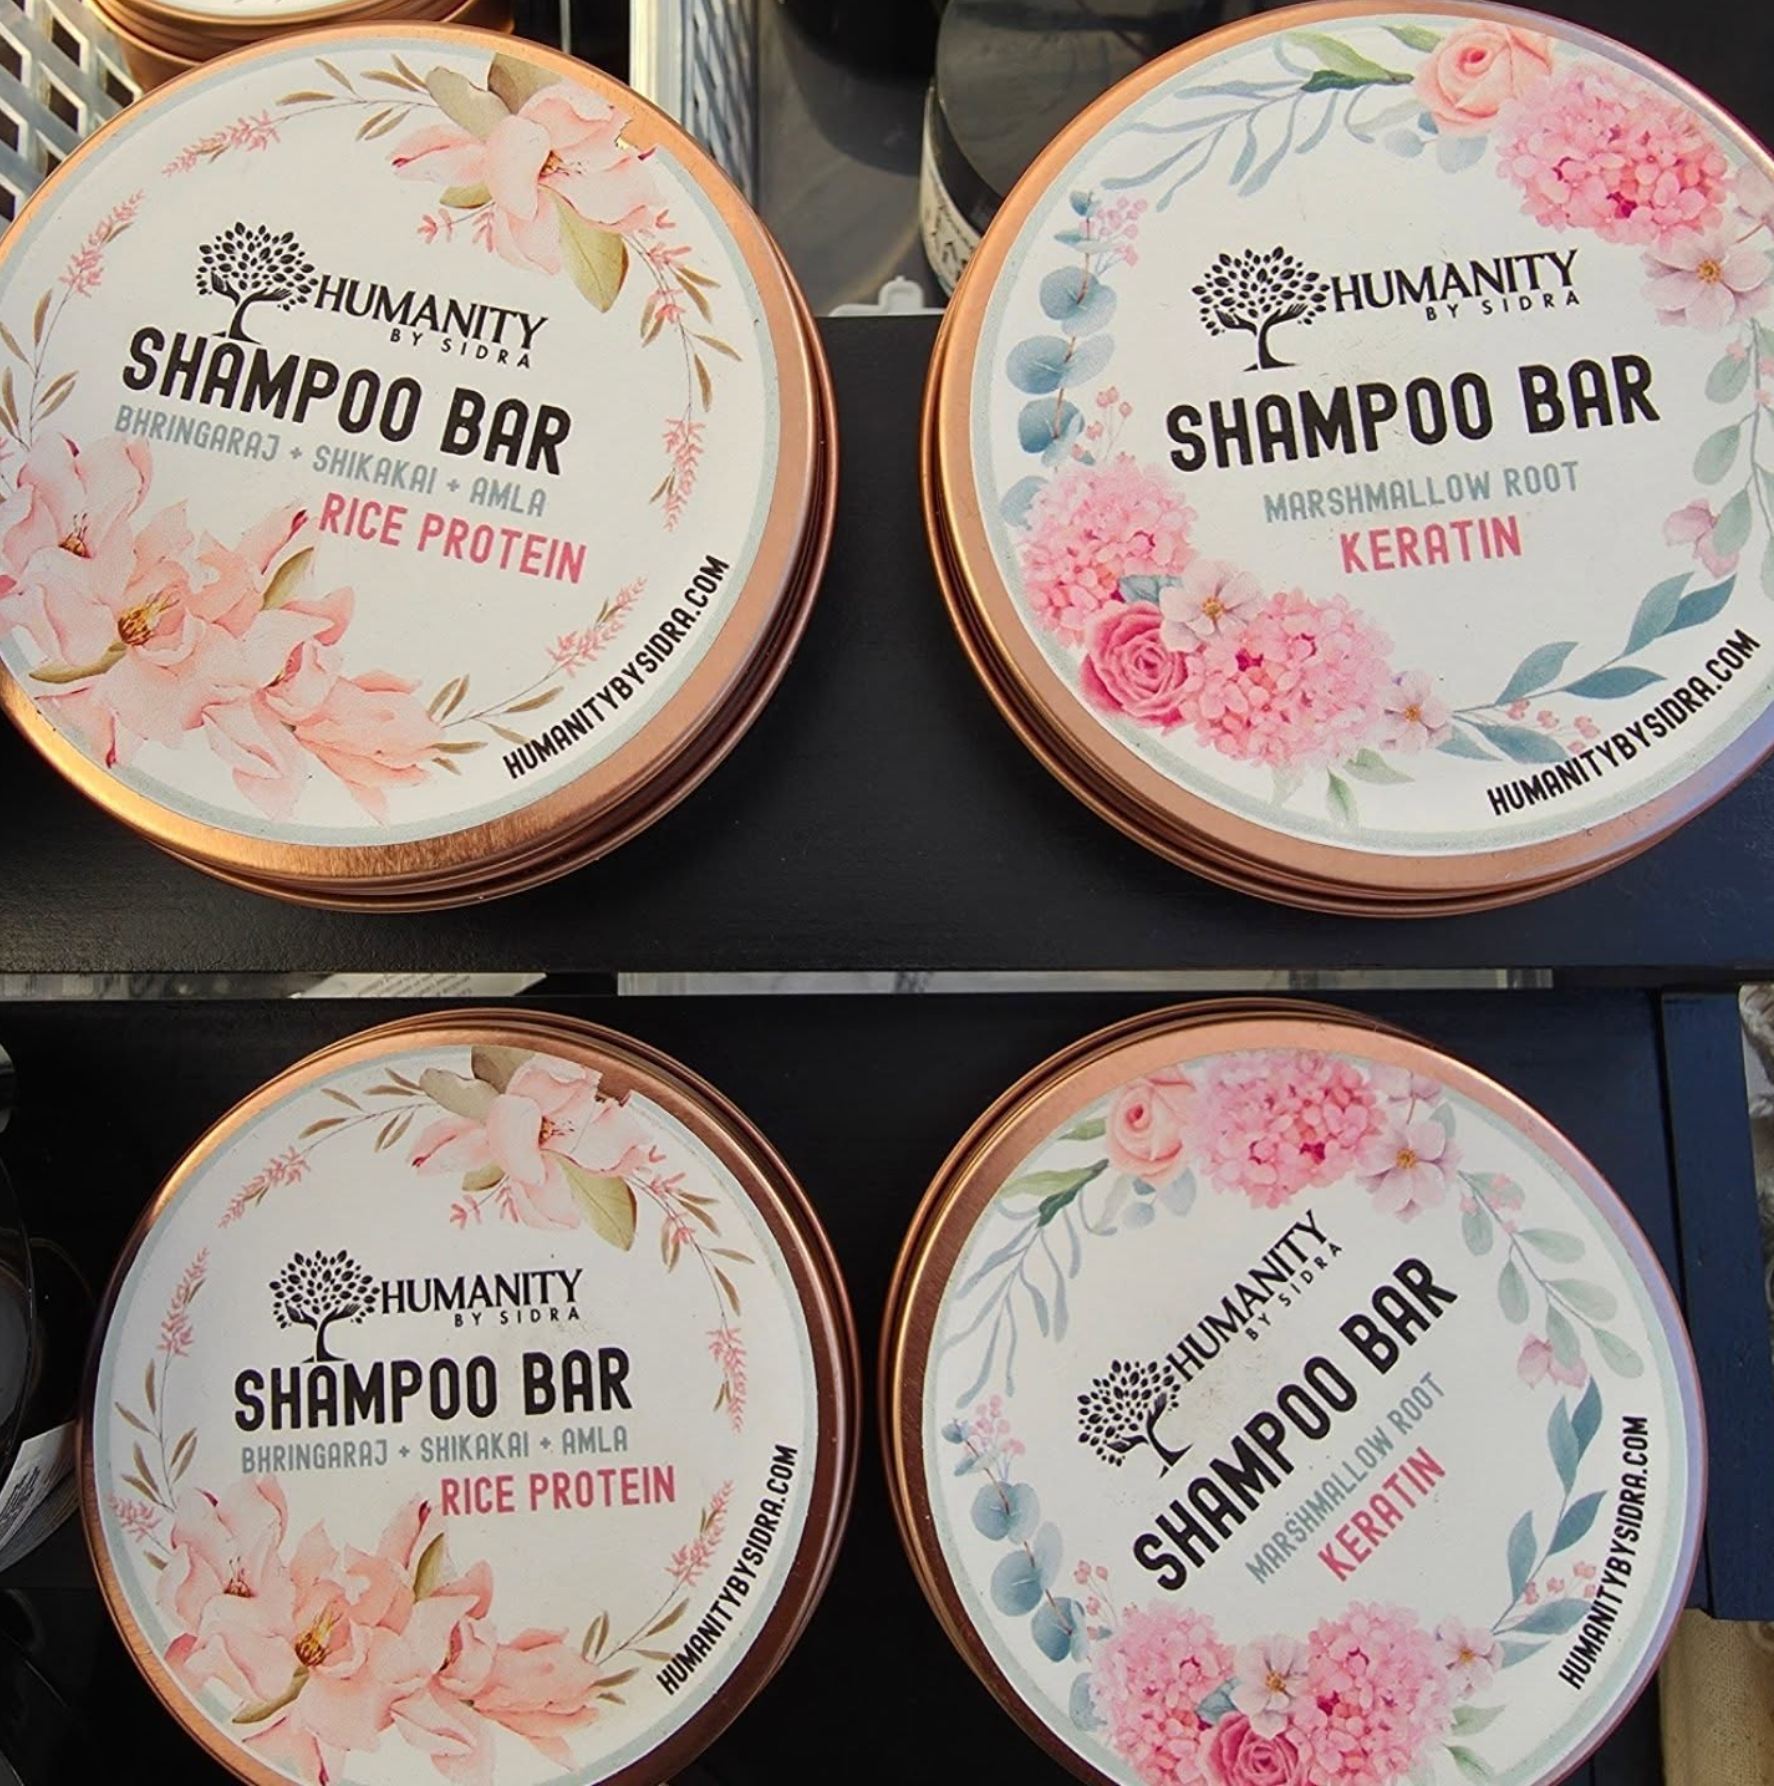 HUMANITY
BY SIDRA
SHAMPOO BAR
BHRINGARAJ + SHIKAKAI + AMLA
RICE PROTEIN
HUMANITYBYSIDRA.COM
HUMANITY
BY SIDRA
SHAMPOO BAR
MARSHMALLOW ROOT
KERATIN
HUMANITYBYSIDRA.COM
HUMANITY
BY SIDRA
SHAMPOO BAR
BHRINGARAJ + SHIKAKAI + AMLA
RICE PROTEIN
HUMANITYBYSIDRA.COM
HUMANITY
BY SIDRA
SHAMPOO BAR
MARSHMALLOW ROOT
KERATIN
HUMANITYBYSIDRA.COM